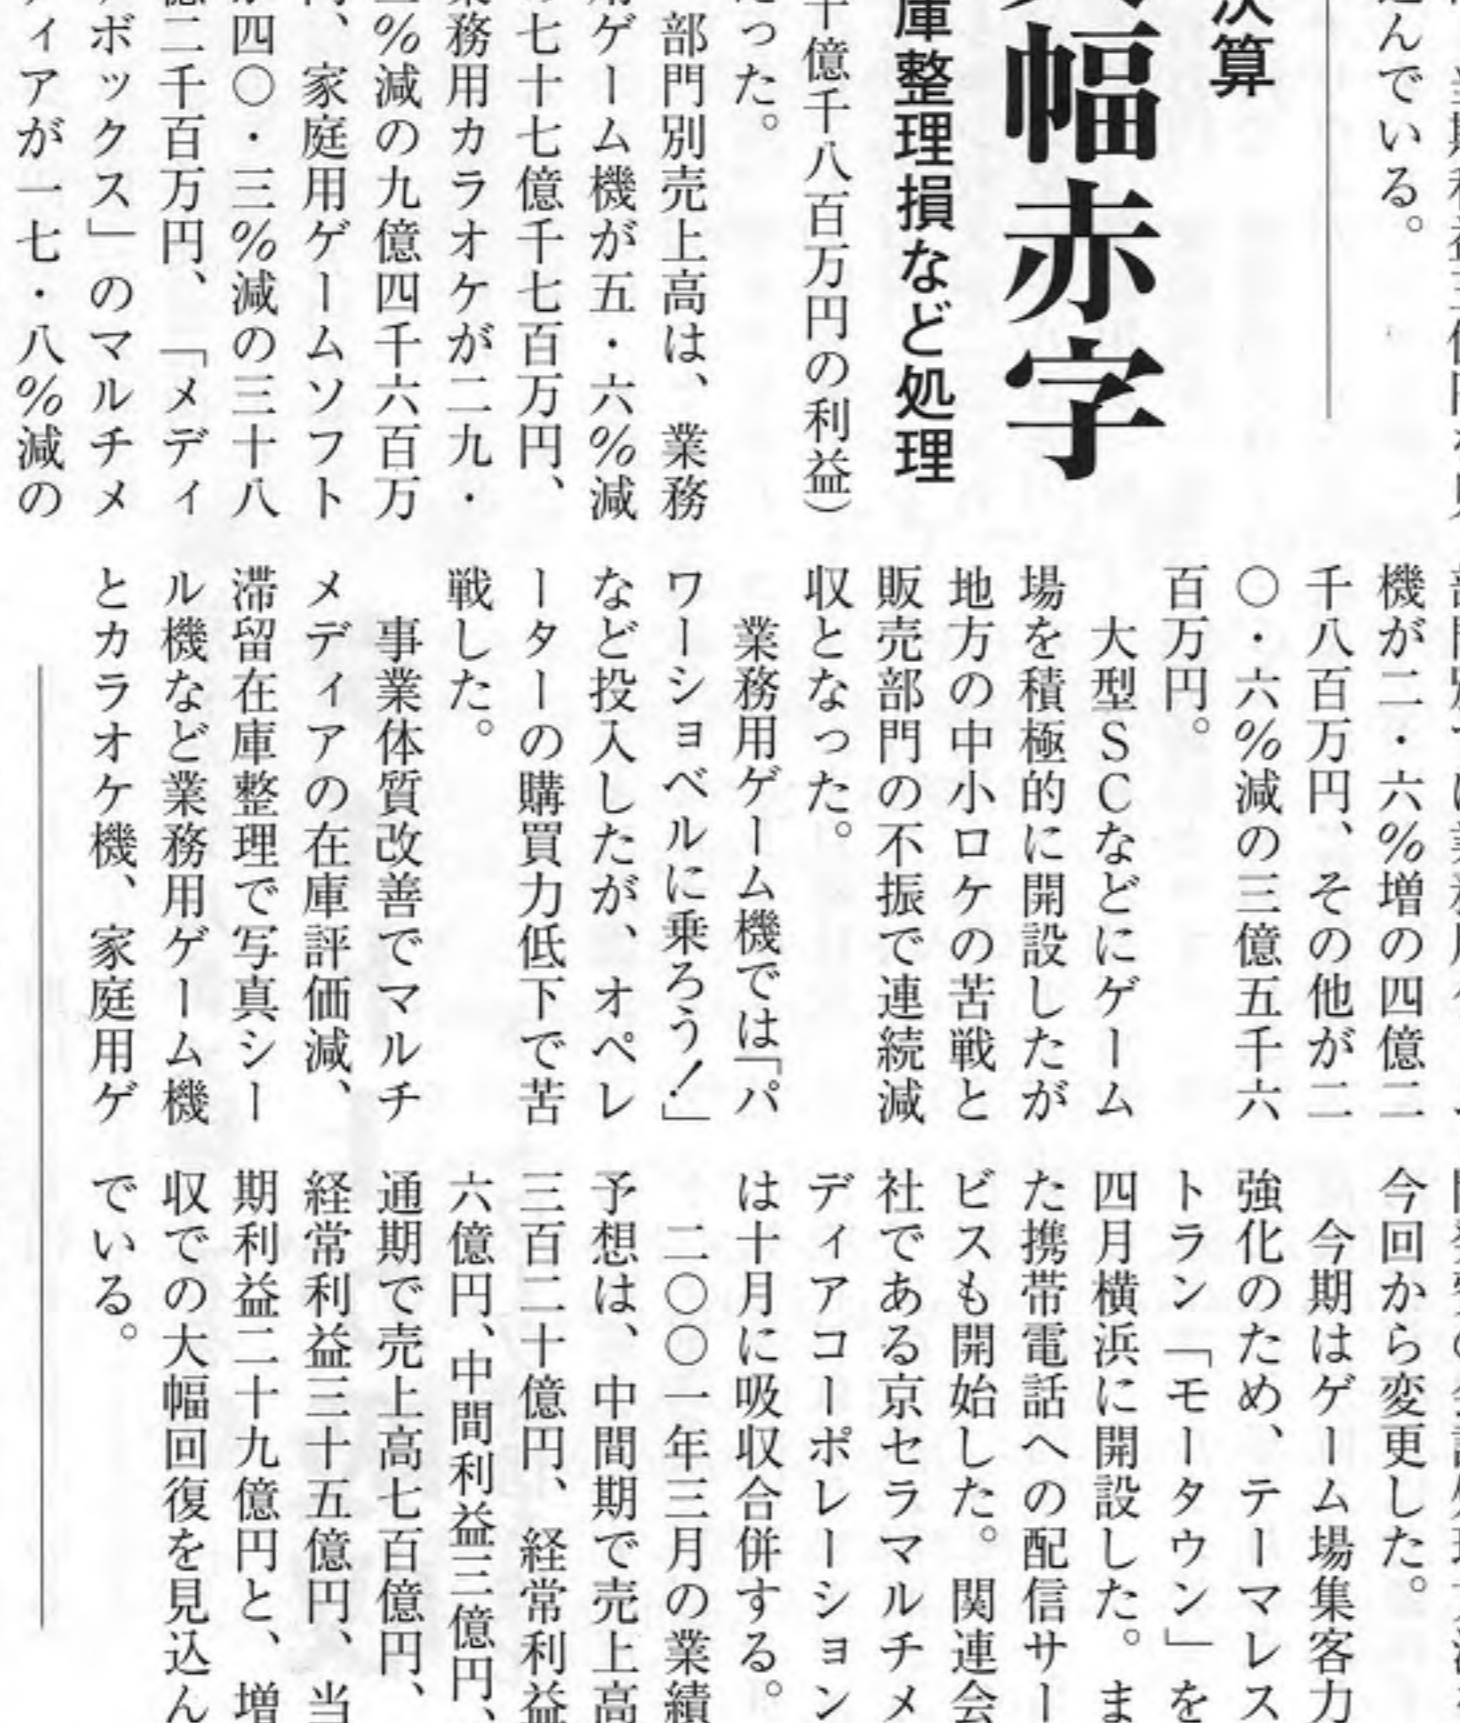 込んでいる。
決算
大幅赤字
庫整理損など処理
十億千八百万円の利益)
だった。
部門別売上高は、業務
用ゲーム機が五・六%減
の七十七億千七百万円、
業務用カラオケが二九・
%減の九億四千六百万
円、家庭用ゲームソフト
が四〇・三%減の三十八
億二千百万円、「メディ
アボックス」のマルチメ
ディアが一七・八%減の
機が二・六%増の四億二
千八百万円、その他が二
〇・六%減の三億五千六
百万円。
大型SCなどにゲーム
場を積極的に開設したが
地方の中小ロケの苦戦と
販売部門の不振で連続減
収となった。
業務用ゲーム機では「パ
ワーショベルに乗ろう!」
など投入したが、オペレ
ーターの購買力低下で苦
戦した。
事業体質改善でマルチ
メディアの在庫評価減、
滞留在庫整理で写真シー
ル機など業務用ゲーム機
とカラオケ機、家庭用ゲ
今回から変更した。
今期はゲーム場集客力
強化のため、テーマレス
トラン「モータウン」を
四月横浜に開設した。ま
た携帯電話への配信サー
ビスも開始した。関連会
社である京セラマルチメ
ディアコーポレーション
は十月に吸収合併する。
二〇〇一年三月の業績
予想は、中間期で売上高
三百二十億円、経常利益
六億円、中間利益三億円、
通期で売上高七百億円、
経常利益三十五億円、当
期利益二十九億円と、増
収での大幅回復を見込ん
でいる。